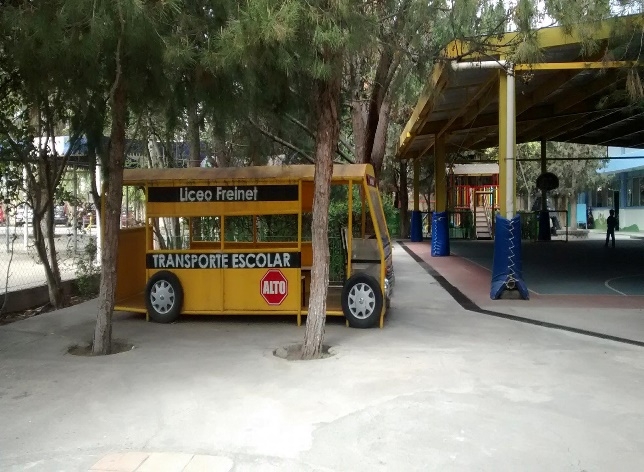 Liceo Freinet
TRANSPORTE ESCOLAR
ALTO